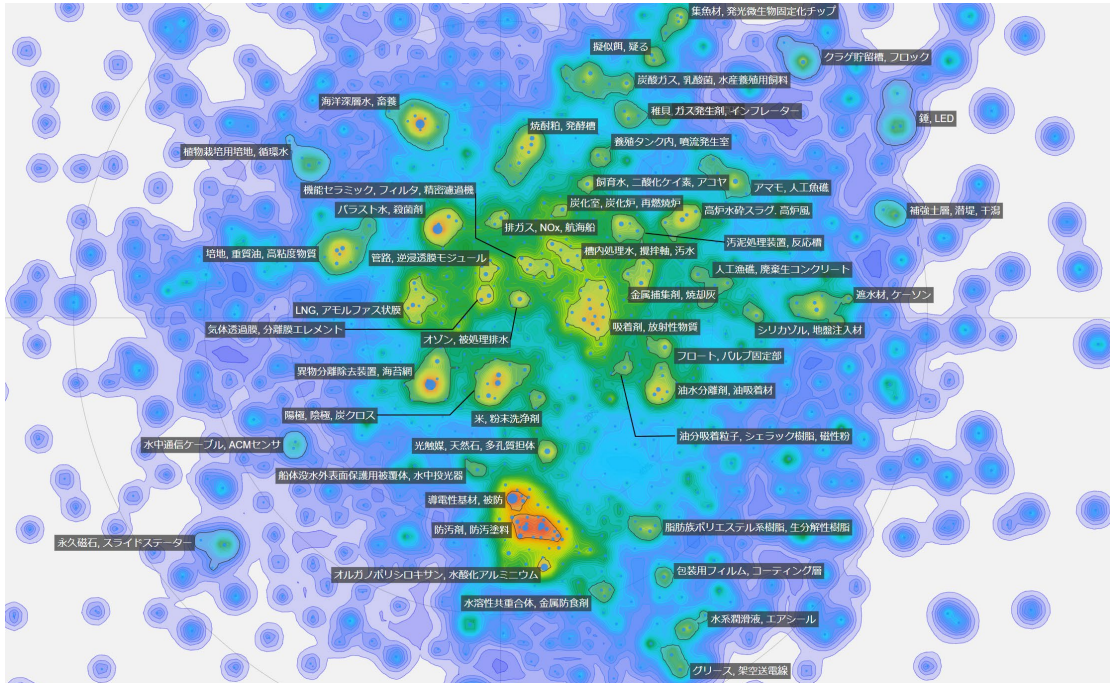 集魚材, 発光微生物固定化チップ
擬似餌, 疑る
クラゲ貯留槽, フロック
炭酸ガス, 乳酸菌, 水産養殖用飼料
海洋深層水, 畜養
稚貝, ガス発生剤, インフレーター
錘, LED
焼酎粕, 発酵槽
養殖タンク内, 噴流発生室
植物栽培用培地, 循環水
機能セラミック, フィルタ, 精密濾過機
飼育水, 二酸化ケイ素, アコヤ
アマモ, 人工魚礁
バラスト水, 殺菌剤
炭化室, 炭化炉, 再燃焼炉
高炉水砕スラグ, 高炉風
補強土層, 潜堤, 干潟
排ガス, NOx, 航海船
汚泥処理装置, 反応槽
培地, 重質油, 高粘度物質
管路, 逆浸透膜モジュール
槽内処理水, 攪拌軸, 汚水
人工魚礁, 廃棄生コンクリート
金属捕集剤, 焼却灰
遮水材, ケーソン
LNG, アモルファス状膜
気体透過膜, 分離膜エレメント
吸着剤, 放射性物質
シリカゾル, 地盤注入材
オゾン, 被処理排水
フロート, バルブ固定部
異物分離除去装置, 海苔網
油水分離剤, 油吸着材
陽極, 陰極, 炭クロス
米, 粉末洗浄剤
油分吸着粒子, シェラック樹脂, 磁性粉
水中通信ケーブル, ACMセンサ
光触媒, 天然石, 多孔質担体
船体没水外表面保護用被覆体, 水中投光器
導電性基材, 被防
防汚剤, 防汚塗料
脂肪族ポリエステル系樹脂, 生分解性樹脂
永久磁石, スライドステーター
オルガノポリシロキサン, 水酸化アルミニウム
包装用フィルム, コーティング層
水溶性共重合体, 金属防食剤
水系潤滑液, エアシール
グリース, 架空送電線